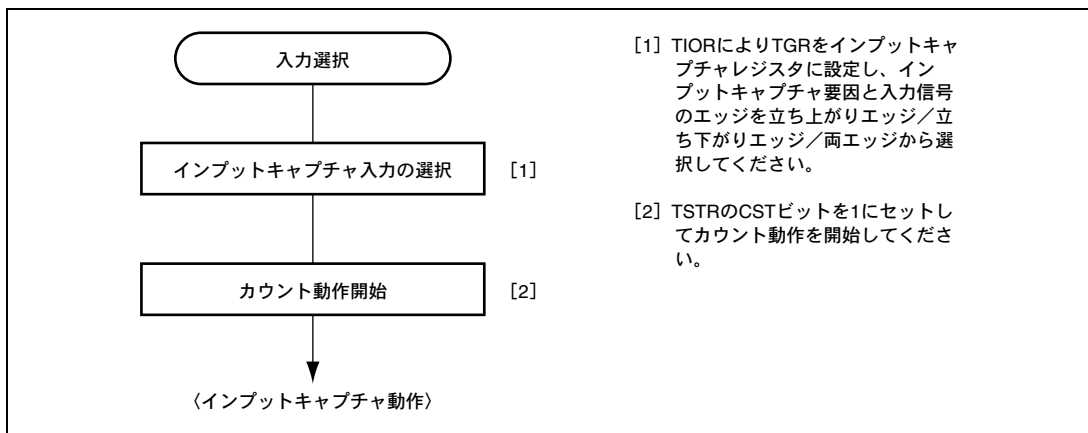 入力選択
インプットキャプチャ入力の選択 [1]
カウント動作開始 [2]
〈インプットキャプチャ動作〉
[1] TIORによりTGRをインプットキャ
プチャレジスタに設定し、イン
プットキャプチャ要因と入力信号
のエッジを立ち上がりエッジ／立
ち下がりエッジ／両エッジから選
択してください。
[2] TSTRのCSTビットを1にセットし
てカウント動作を開始してくださ
い。